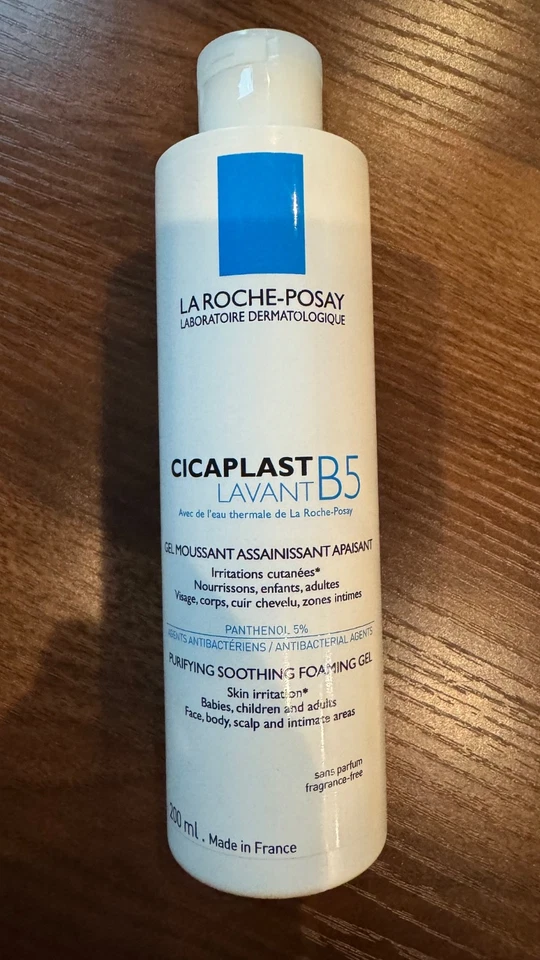 LA ROCHE-POSAY
LABORATOIRE DERMATOLOGIQUE
CICAPLAST
LAVANT B5
Avec de l'eau thermale de La Roche-Posay
GEL MOUSSANT ASSAINISSANT APAISANT
Irritations cutanées*
Nourrissons, enfants, adultes
Visage, corps, cuir chevelu, zones intimes
PANTHENOL 5%
AGENTS ANTIBACTÉRIENS / ANTIBACTERIAL AGENTS
PURIFYING SOOTHING FOAMING GEL
Skin irritation*
Babies, children and adults
Face, body, scalp and intimate areas
sans parfum
fragrance-free
200 ml . Made in France